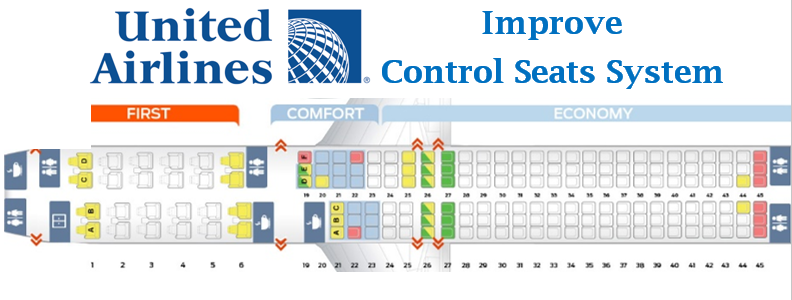 United
Airlines
®
Improve
Control Seats System
FIRST
COMFORT
ECONOMY
D
C
F
E
D
19 20 21 22 23 24 25 26 27 28 29 30 31 32 33 34 35 36 37 38 39 40 41 42 43 44 45
B
A
C
B
A
1 2 3 4 5 6 19 20 21 22 23 24 25 26 27 28 29 30 31 32 33 34 35 36 37 38 39 40 41 42 43 44 45